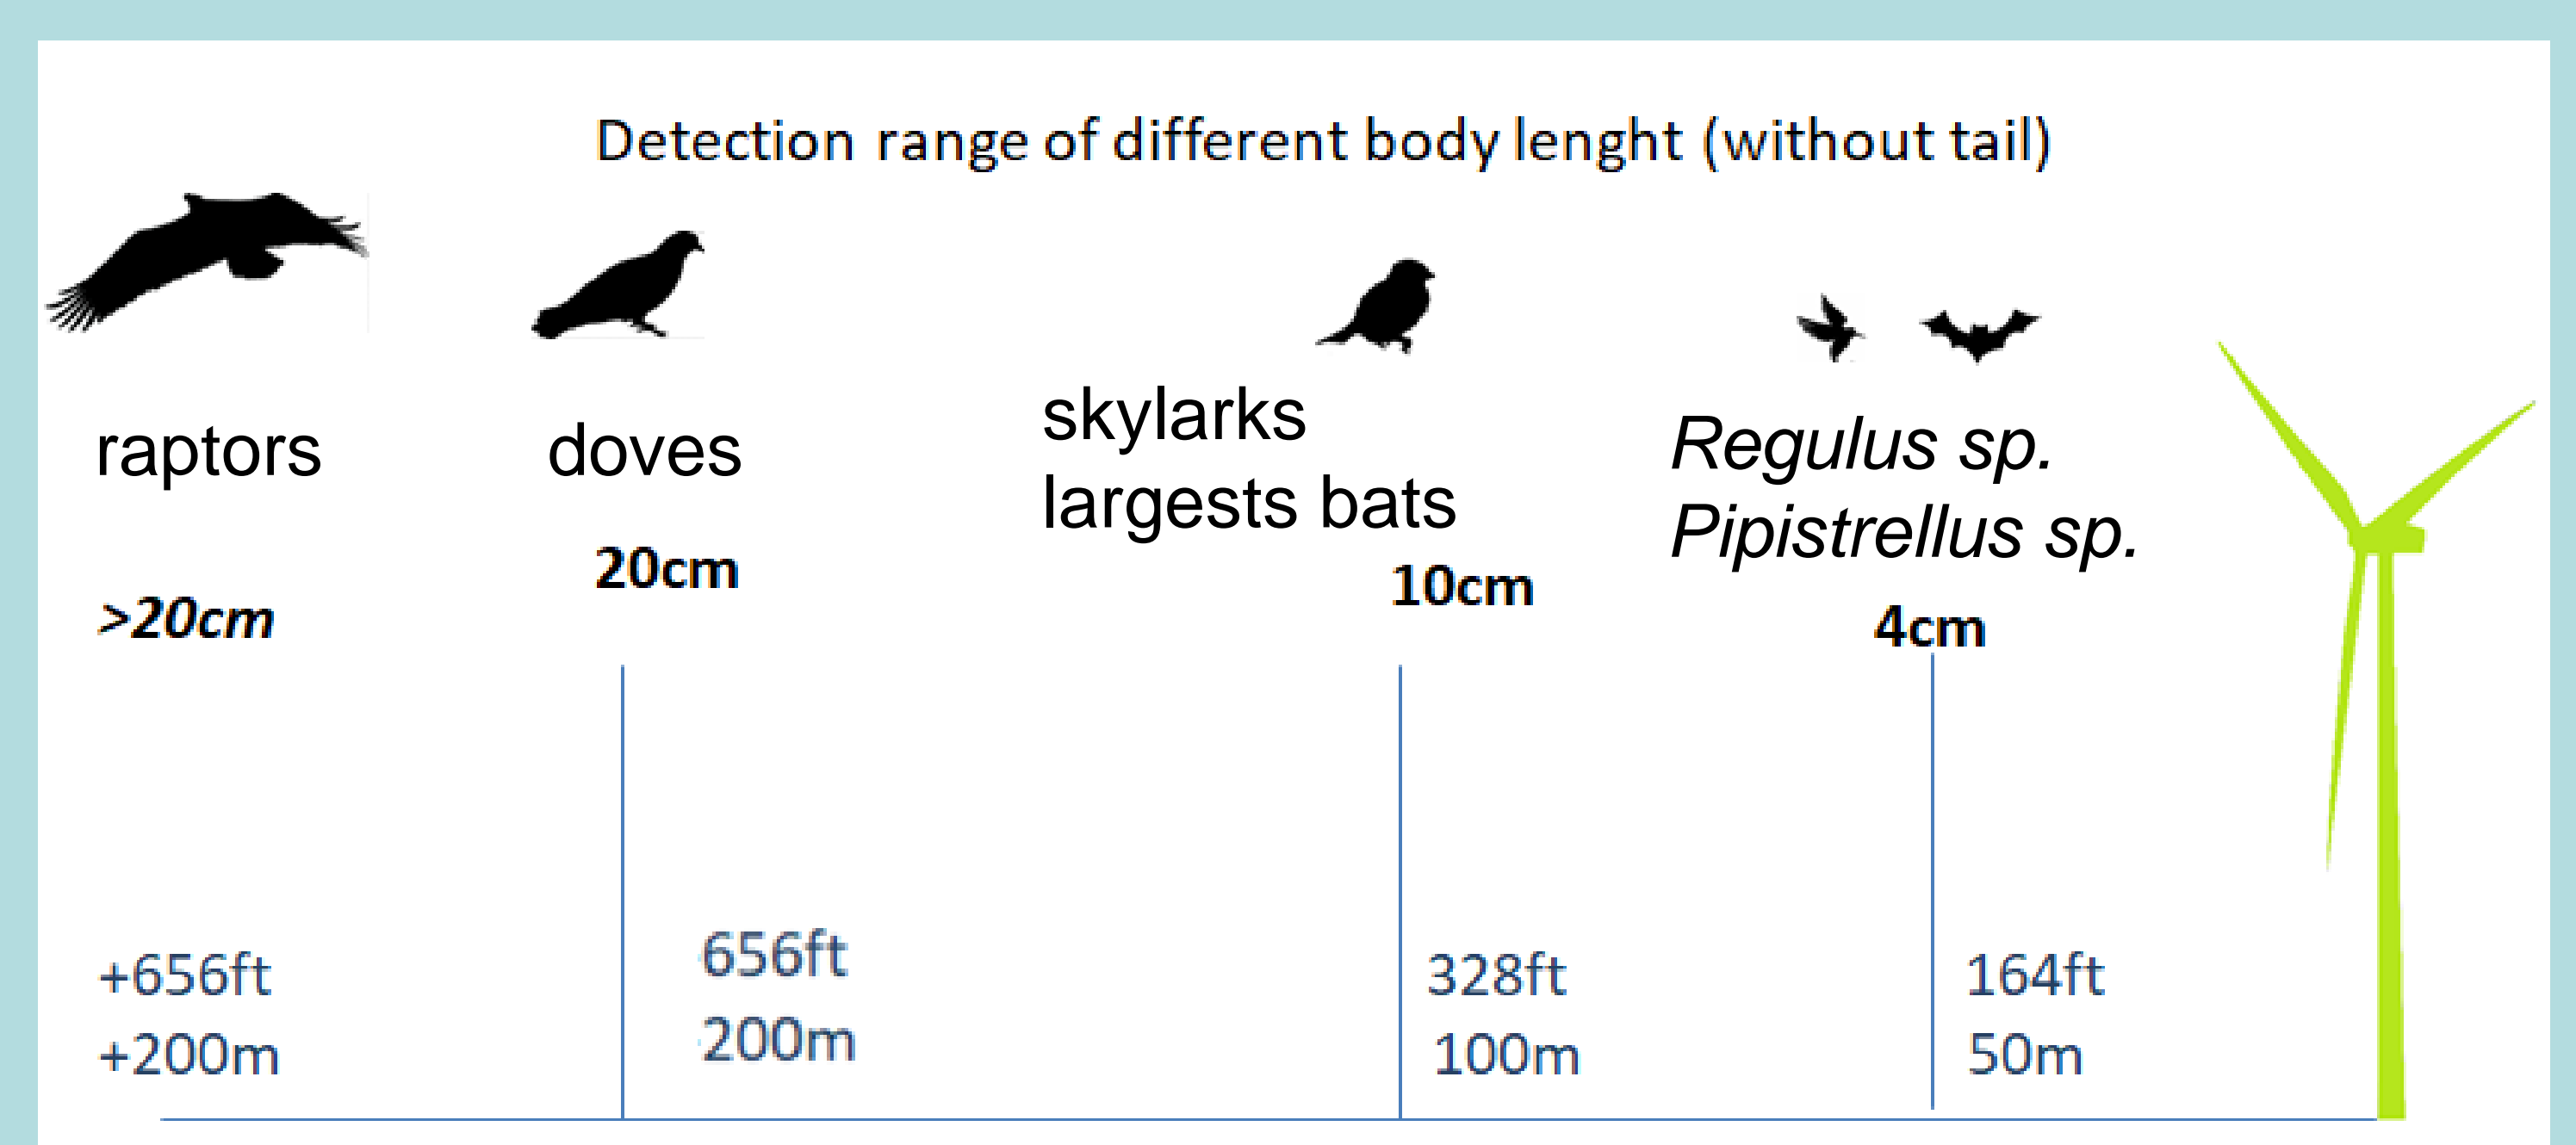 Detection range of different body lenght (without tail)
raptors
>20cm
doves
20cm
skylarks
largests bats
10cm
Regulus sp.
Pipistrellus sp.
4cm
+656ft
+200m
656ft
200m
328ft
100m
164ft
50m